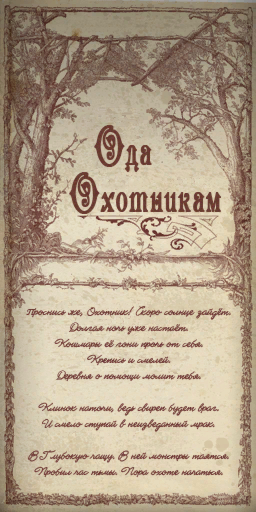 Ода
Охотникам
Проснись же, Охотник! Скоро солнце зайдёт.
Долгая ночь уже настаёт.
Кошмары её гони прочь от себя.
Крепись и смелей.
Деревня о помощи молит тебя.
Клинок наточи, ведь свиреп будет враг.
И смело ступай в неизведанный мрак.
В Глубокую чащу. В ней монстры таятся.
Пробил час тьмы. Пора охоте начаться.